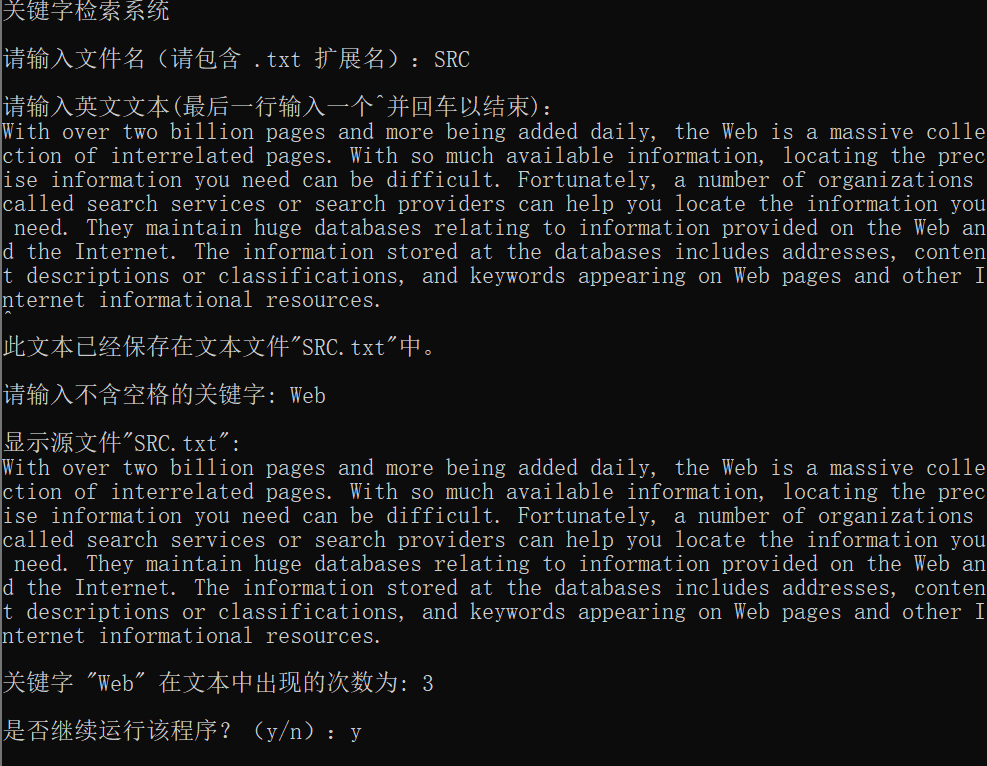 关键字检索系统
请输入文件名（请包含 .txt 扩展名）: SRC
请输入英文文本(最后一行输入一个^并回车以结束):
With over two billion pages and more being added daily, the Web is a massive colle
ction of interrelated pages. With so much available information, locating the prec
ise information you need can be difficult. Fortunately, a number of organizations
called search services or search providers can help you locate the information you
 need. They maintain huge databases relating to information provided on the Web an
d the Internet. The information stored at the databases includes addresses, conten
t descriptions or classifications, and keywords appearing on Web pages and other I
nternet informational resources.
^
此文本已经保存在文本文件"SRC.txt"中。
请输入不含空格的关键字: Web
显示源文件"SRC.txt":
With over two billion pages and more being added daily, the Web is a massive colle
ction of interrelated pages. With so much available information, locating the prec
ise information you need can be difficult. Fortunately, a number of organizations
called search services or search providers can help you locate the information you
 need. They maintain huge databases relating to information provided on the Web an
d the Internet. The information stored at the databases includes addresses, conten
t descriptions or classifications, and keywords appearing on Web pages and other I
nternet informational resources.
关键字 "Web" 在文本中出现的次数为: 3
是否继续运行该程序? （y/n）: y